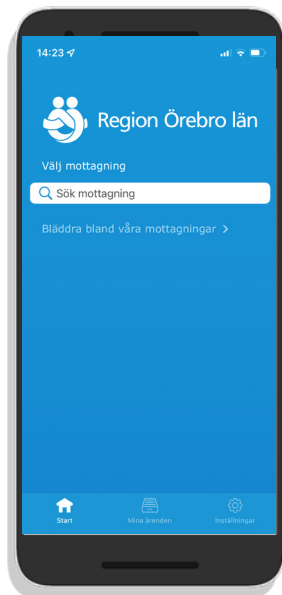 14:23
Region Örebro län
Välj mottagning
Sök mottagning
Bläddra bland våra mottagningar >
Start
Mina ärenden
Inställningar